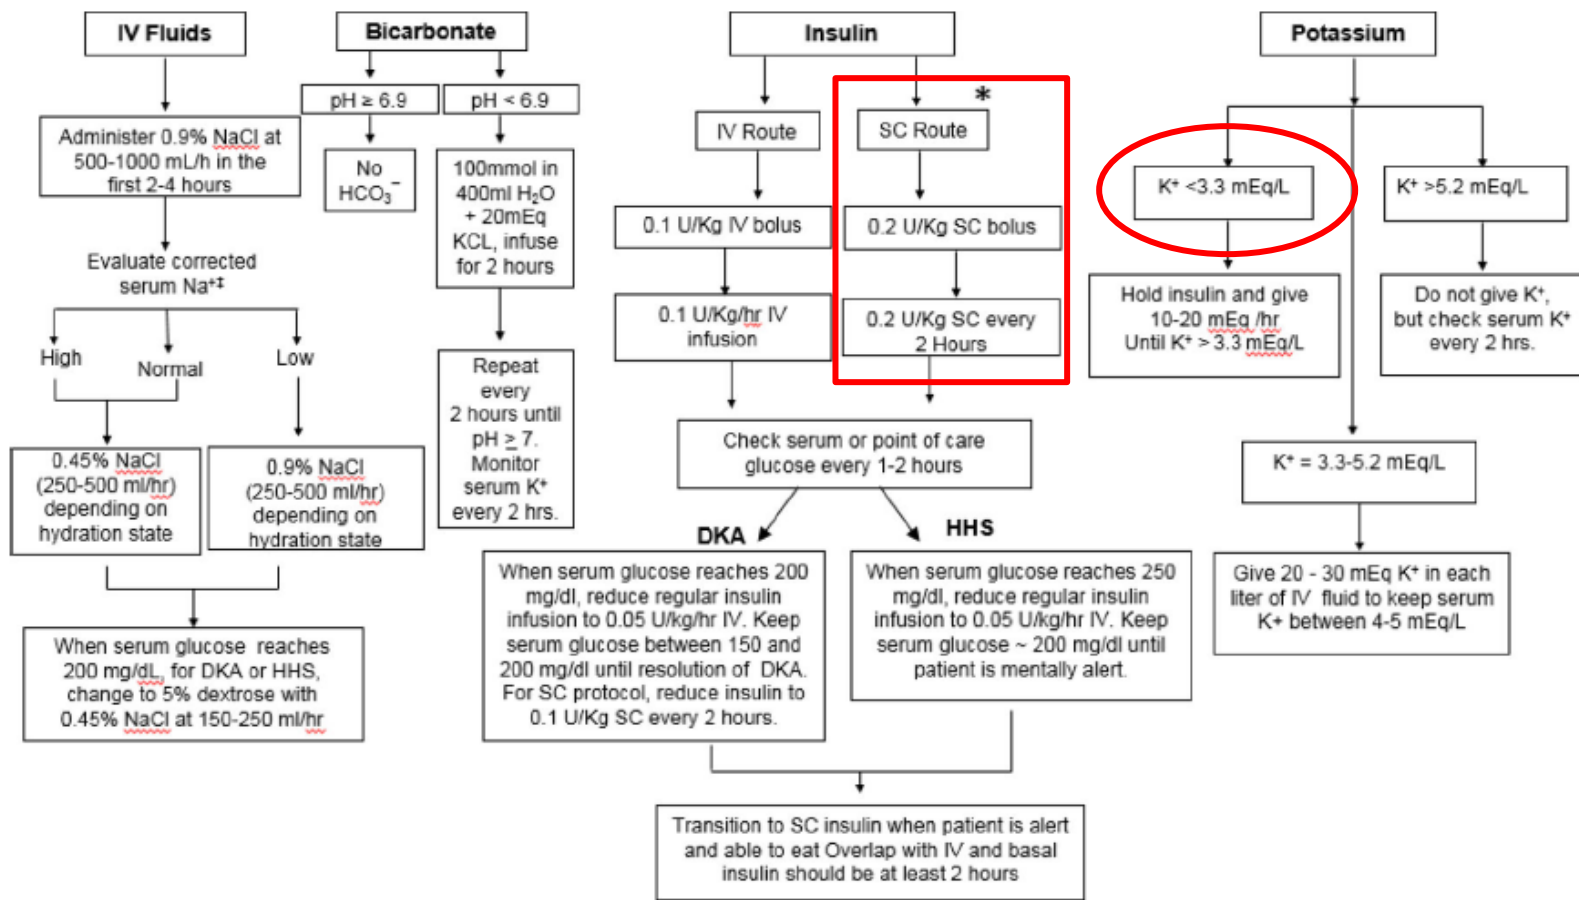 IV Fluids
Administer 0.9% NaCl at
500-1000 mL/h in the
first 2-4 hours
Evaluate corrected
serum Na⁺‡
High
Normal
Low
0.45% NaCl
(250-500 ml/hr)
depending on
hydration state
0.9% NaCl
(250-500 ml/hr)
depending on
hydration state
When serum glucose reaches
200 mg/dL, for DKA or HHS,
change to 5% dextrose with
0.45% NaCl at 150-250 ml/hr
Bicarbonate
pH ≥ 6.9
pH < 6.9
No
HCO₃⁻
100mmol in
400ml H₂O
+ 20mEq
KCL, infuse
for 2 hours
Repeat
every
2 hours until
pH ≥ 7.
Monitor
serum K⁺
every 2 hrs.
Insulin
*
IV Route
SC Route
0.1 U/Kg IV bolus
0.2 U/Kg SC bolus
0.1 U/Kg/hr IV
infusion
0.2 U/Kg SC every
2 Hours
Check serum or point of care
glucose every 1-2 hours
DKA
HHS
When serum glucose reaches 200
mg/dl, reduce regular insulin
infusion to 0.05 U/kg/hr IV. Keep
serum glucose between 150 and
200 mg/dl until resolution of DKA.
For SC protocol, reduce insulin to
0.1 U/Kg SC every 2 hours.
When serum glucose reaches 250
mg/dl, reduce regular insulin
infusion to 0.05 U/kg/hr IV. Keep
serum glucose ~ 200 mg/dl until
patient is mentally alert.
Transition to SC insulin when patient is alert
and able to eat Overlap with IV and basal
insulin should be at least 2 hours
Potassium
K⁺ <3.3 mEq/L
K⁺ >5.2 mEq/L
Hold insulin and give
10-20 mEq /hr
Until K⁺ > 3.3 mEq/L
Do not give K⁺,
but check serum K⁺
every 2 hrs.
K⁺ = 3.3-5.2 mEq/L
Give 20 - 30 mEq K⁺ in each
liter of IV fluid to keep serum
K+ between 4-5 mEq/L